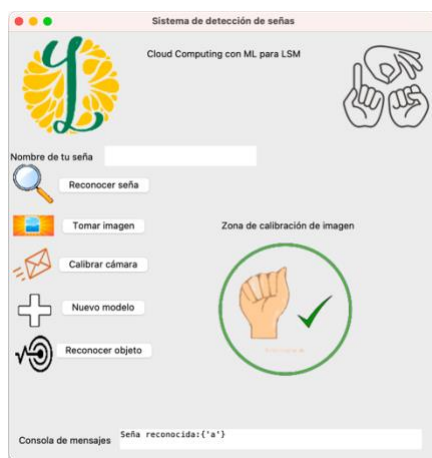 Sistema de detección de señas
Cloud Computing con ML para LSM
Nombre de tu seña
Reconocer seña
Tomar imagen
Zona de calibración de imagen
Calibrar cámara
Nuevo modelo
Reconocer objeto
Consola de mensajes
Seña reconocida:{'a'}